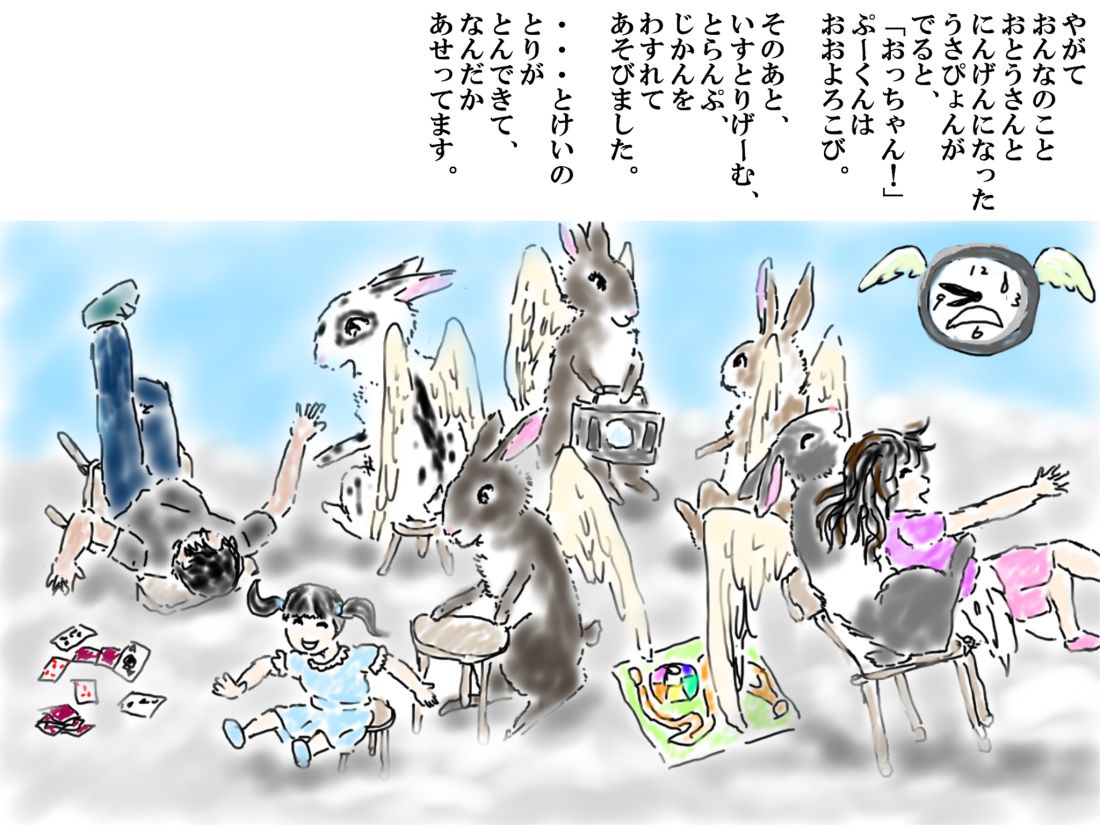 やがて
おんなのこと
おとうさんと
にんげんになった
うさぴょんが
でると、
「おっちゃん！」
ぷーくんは
おおよろこび。
そのあと、
いすとりげーむ、
とらんぷ、
じかんを
わすれて
あそびました。
・・・とけいの
とりが
とんできて、
なんだか
あせってます。
12
3
6
9